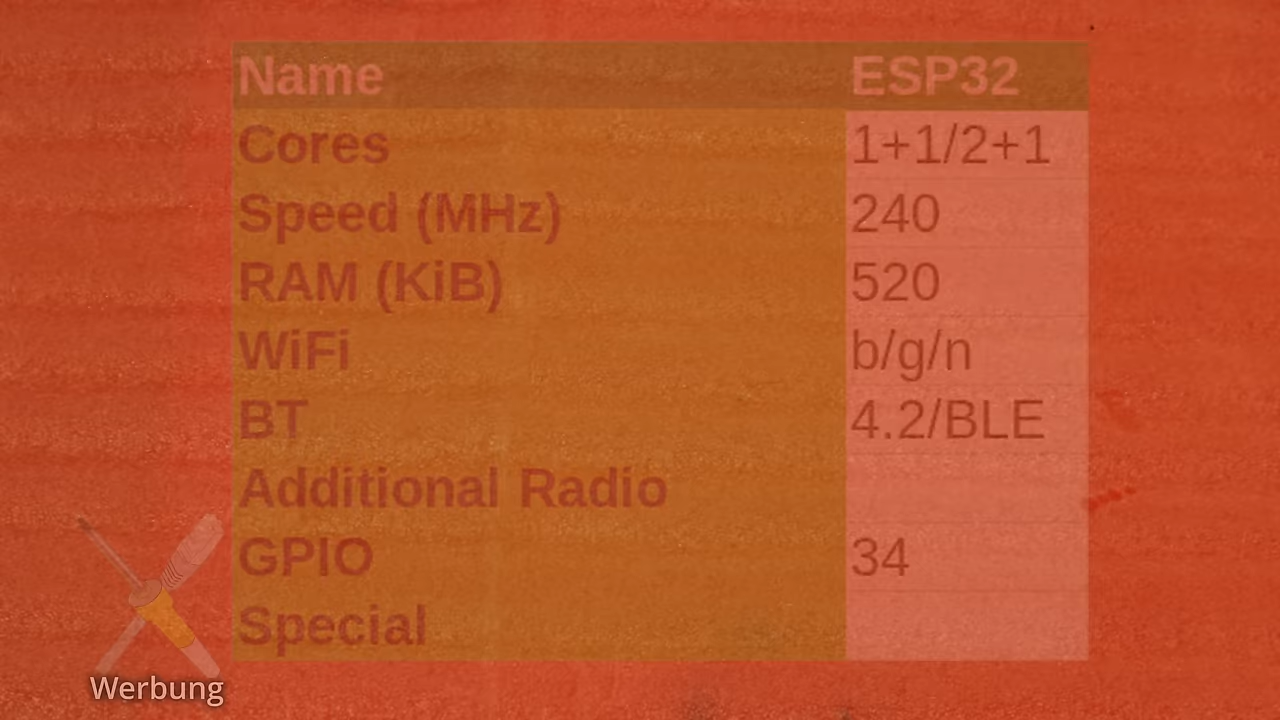 Name ESP32
Cores 1+1/2+1
Speed (MHz) 240
RAM (KiB) 520
WiFi b/g/n
BT 4.2/BLE
Additional Radio
GPIO 34
Special
Werbung